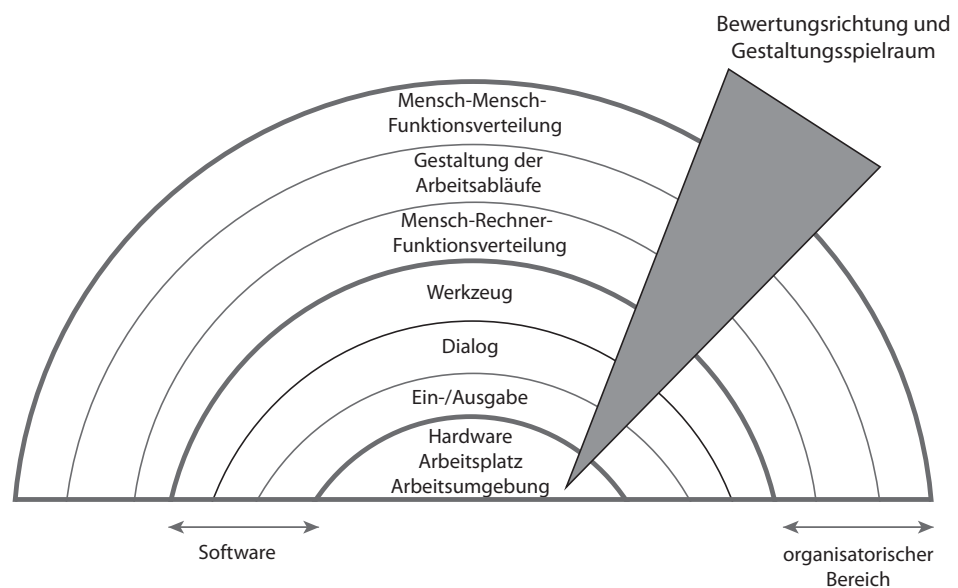 Bewertungsrichtung und
Gestaltungsspielraum
Mensch-Mensch-
Funktionsverteilung
Gestaltung der
Arbeitsabläufe
Mensch-Rechner-
Funktionsverteilung
Werkzeug
Dialog
Ein-/Ausgabe
Hardware
Arbeitsplatz
Arbeitsumgebung
Software
organisatorischer
Bereich